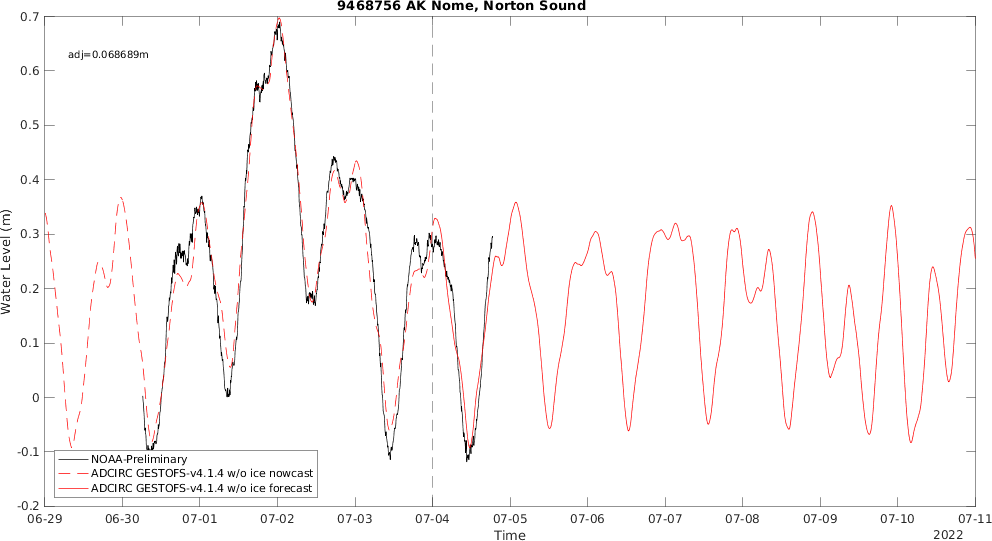 9468756 AK Nome, Norton Sound
adj=0.068689m
Water Level (m)
0.7
0.6
0.5
0.4
0.3
0.2
0.1
0
-0.1
-0.2
NOAA-Preliminary
ADCIRC GESTOFS-v4.1.4 w/o ice nowcast
ADCIRC GESTOFS-v4.1.4 w/o ice forecast
06-29 06-30 07-01 07-02 07-03 07-04 07-05 07-06 07-07 07-08 07-09 07-10 07-11
Time
2022